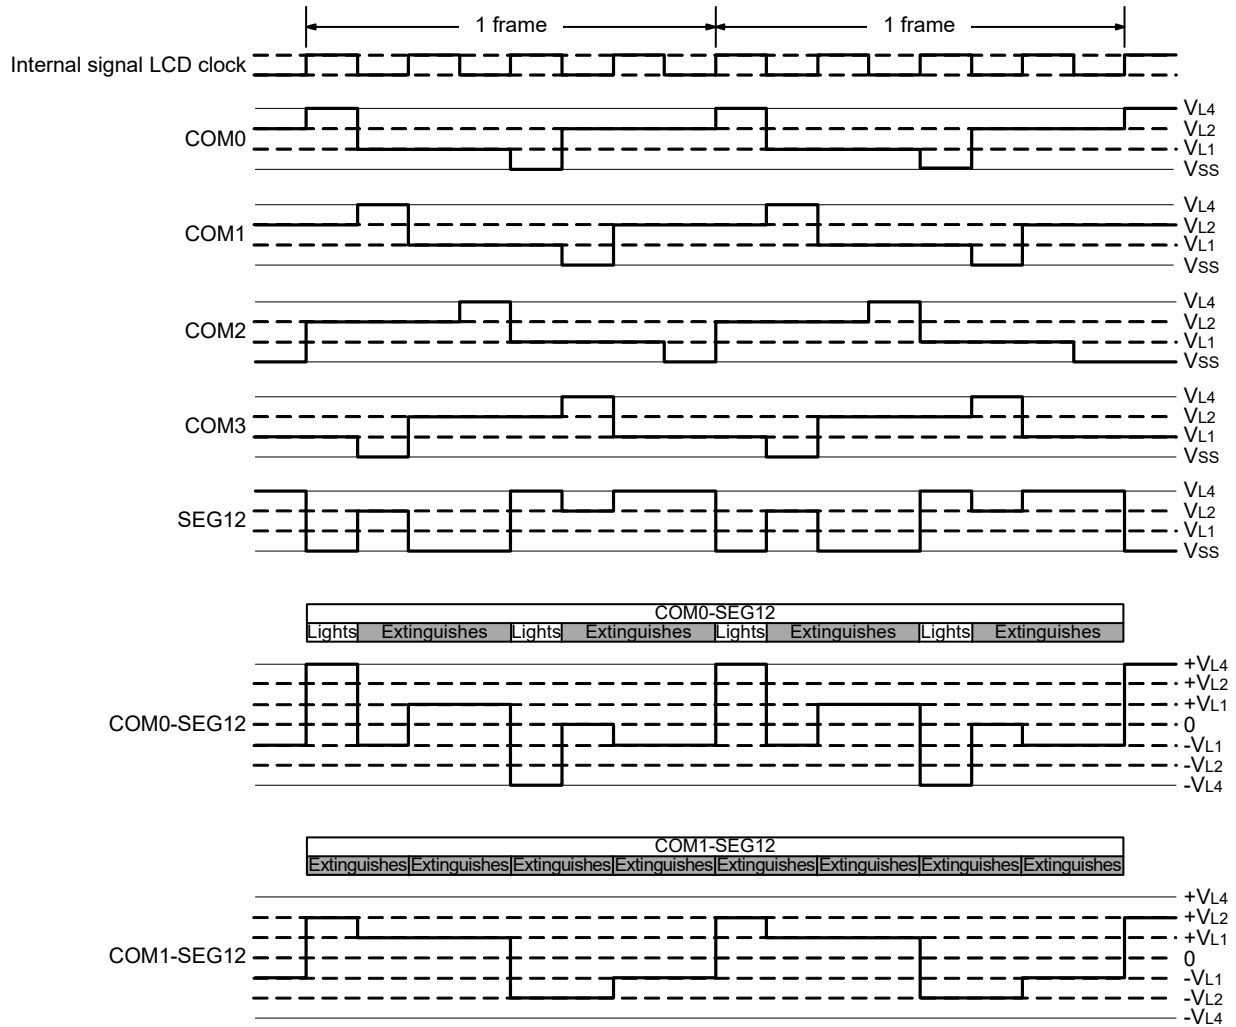 1 frame 1 frame
Internal signal LCD clock
VL4
COM0 VL2
VL1
VSS
VL4
COM1 VL2
VL1
VSS
VL4
COM2 VL2
VL1
VSS
VL4
COM3 VL2
VL1
VSS
VL4
SEG12 VL2
VL1
VSS
COM0-SEG12
Lights Extinguishes Lights Extinguishes Lights Extinguishes Lights Extinguishes
+VL4
+VL2
+VL1
COM0-SEG12 0
-VL1
-VL2
-VL4
COM1-SEG12
Extinguishes Extinguishes Extinguishes Extinguishes Extinguishes Extinguishes Extinguishes Extinguishes
+VL4
+VL2
+VL1
COM1-SEG12 0
-VL1
-VL2
-VL4